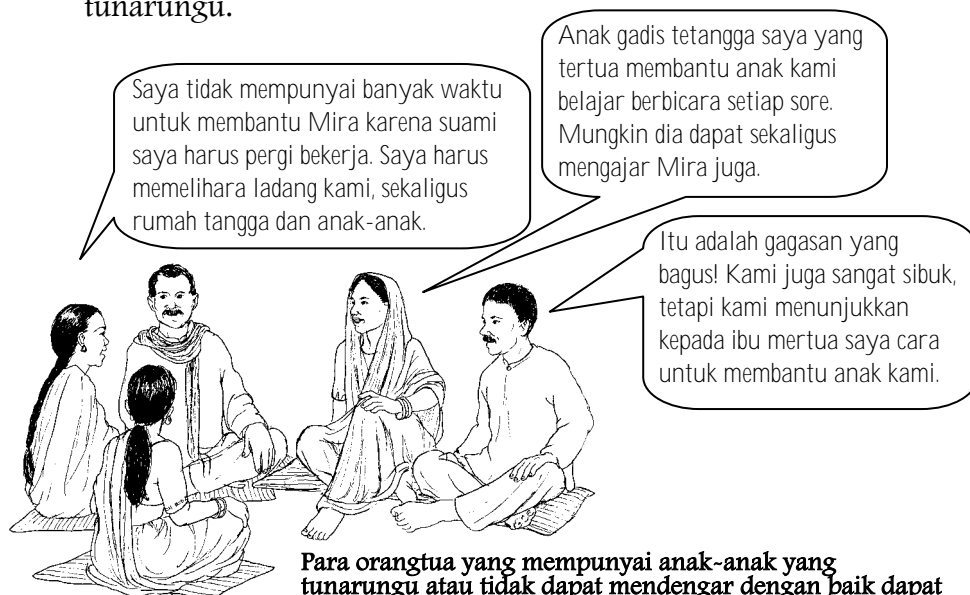 tunarungu.
Saya tidak mempunyai banyak waktu
untuk membantu Mira karena suami
saya harus pergi bekerja. Saya harus
memelihara ladang kami, sekaligus
rumah tangga dan anak-anak.
Anak gadis tetangga saya yang
tertua membantu anak kami
belajar berbicara setiap sore.
Mungkin dia dapat sekaligus
mengajar Mira juga.
Itu adalah gagasan yang
bagus! Kami juga sangat sibuk,
tetapi kami menunjukkan
kepada ibu mertua saya cara
untuk membantu anak kami.
Para orangtua yang mempunyai anak-anak yang
tunarungu atau tidak dapat mendengar dengan baik dapat